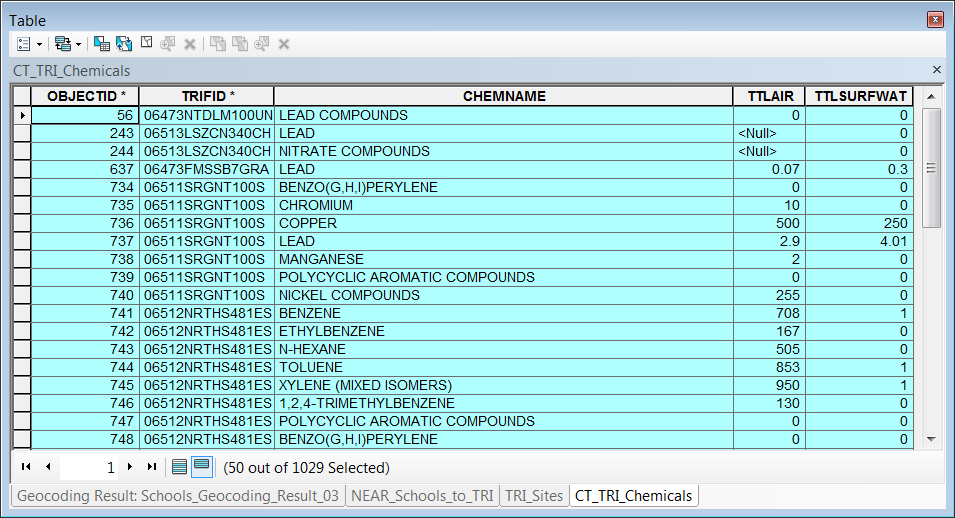 Table
CT_TRI_Chemicals
OBJECTID * TRIFID * CHEMNAME TTLAIR TTLSURFWAT
56 06473NTDLM100UN LEAD COMPOUNDS 0 0
243 06513LSZCN340CH LEAD <Null> 0
244 06513LSZCN340CH NITRATE COMPOUNDS <Null> 0
637 06473FMSSB7GRA LEAD 0.07 0.3
734 06511SRGNT100S BENZO(G,H,I)PERYLENE 0 0
735 06511SRGNT100S CHROMIUM 10 0
736 06511SRGNT100S COPPER 500 250
737 06511SRGNT100S LEAD 2.9 4.01
738 06511SRGNT100S MANGANESE 2 0
739 06511SRGNT100S POLYCYCLIC AROMATIC COMPOUNDS 0 0
740 06511SRGNT100S NICKEL COMPOUNDS 255 0
741 06512NRTHS481ES BENZENE 708 1
742 06512NRTHS481ES ETHYLBENZENE 167 0
743 06512NRTHS481ES N-HEXANE 505 0
744 06512NRTHS481ES TOLUENE 853 1
745 06512NRTHS481ES XYLENE (MIXED ISOMERS) 950 1
746 06512NRTHS481ES 1,2,4-TRIMETHYLBENZENE 130 0
747 06512NRTHS481ES POLYCYCLIC AROMATIC COMPOUNDS 0 0
748 06512NRTHS481ES BENZO(G,H,I)PERYLENE 0 0
1 (50 out of 1029 Selected)
Geocoding Result: Schools_Geocoding_Result_03 NEAR_Schools_to_TRI TRI_Sites CT_TRI_Chemicals